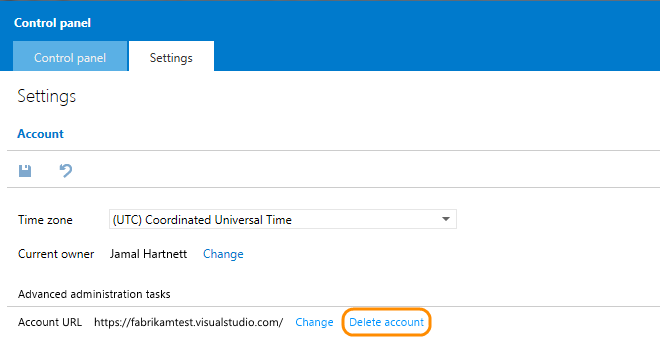 Control panel
Control panel Settings
Settings
Account
Time zone (UTC) Coordinated Universal Time
Current owner Jamal Hartnett Change
Advanced administration tasks
Account URL https://fabrikamtest.visualstudio.com/ Change Delete account